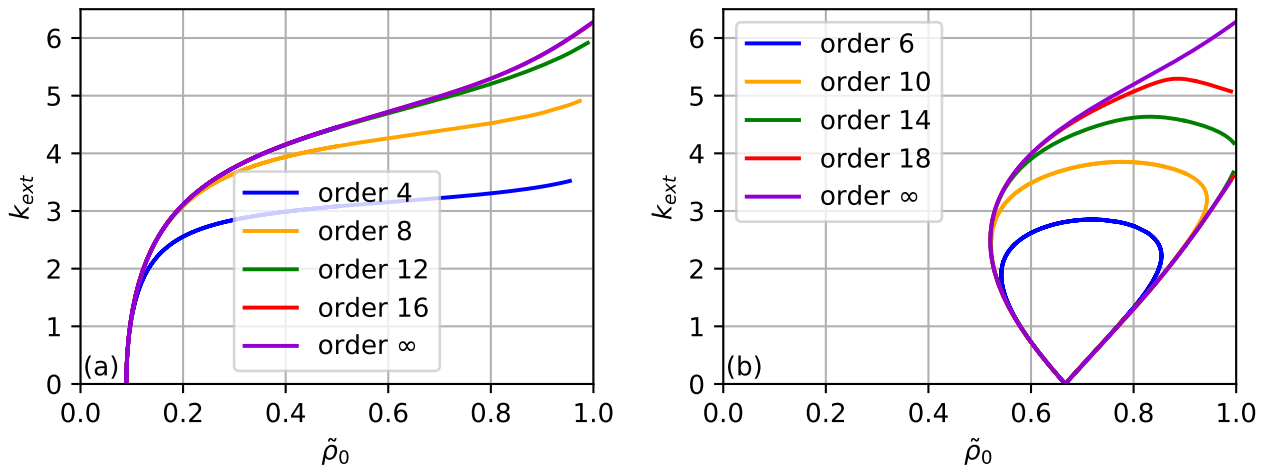 6
5
4
3
2
1
0
0.0 0.2 0.4 0.6 0.8 1.0
k_ext
ρ̃₀
(a)
order 4
order 8
order 12
order 16
order ∞
6
5
4
3
2
1
0
0.0 0.2 0.4 0.6 0.8 1.0
k_ext
ρ̃₀
(b)
order 6
order 10
order 14
order 18
order ∞